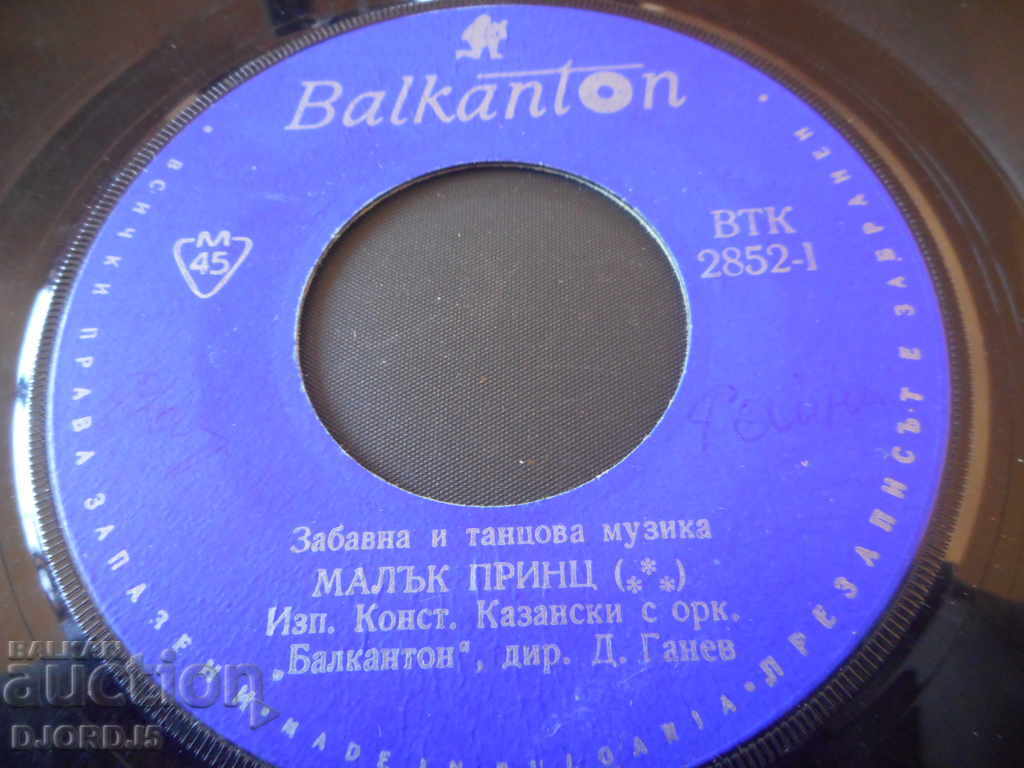 Balkanton
M
45
ВТК
2852-I
Забавна и танцова музика
МАЛЪК ПРИНЦ (***)
Изп. Конст. Казански с орк.
„Балкантон“, дир. Д. Ганев
• ВСИЧКИ ПРАВА ЗАПАЗЕНИ • MADE IN BULGARIA • ПРЕЗАПИСЪТ Е ЗАБРАНЕН
BALKAN
auction
DJORDJ5